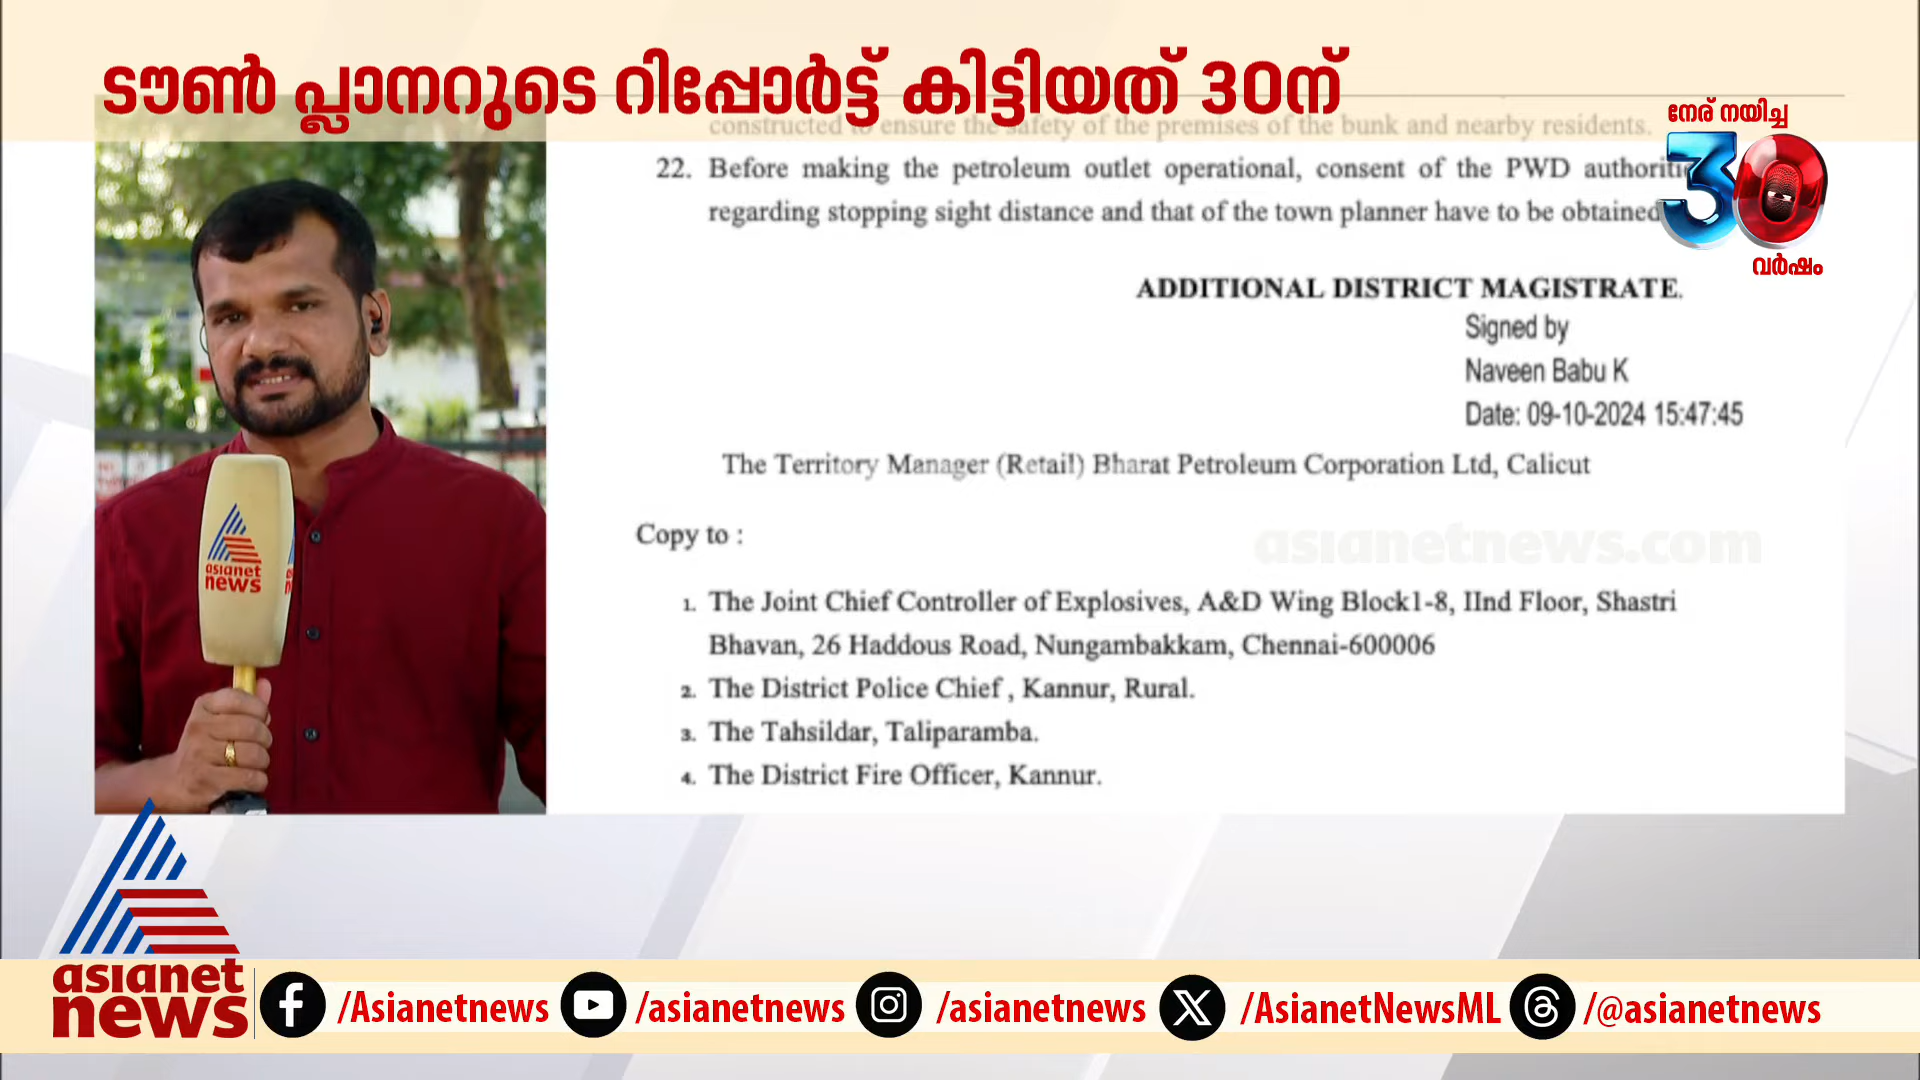 ടൗൺ പ്ലാനറുടെ റിപ്പോർട്ട് കിട്ടിയത് 30ന്
നേര് നയിച്ച
30
വർഷം
constructed to ensure the safety of the premises of the bunk and nearby residents.
22. Before making the petroleum outlet operational, consent of the PWD
regarding stopping sight distance and that of the town planner have to be obtained
ADDITIONAL DISTRICT MAGISTRATE.
Signed by
Naveen Babu K
Date: 09-10-2024 15:47:45
The Territory Manager (Retail) Bharat Petroleum Corporation Ltd, Calicut
Copy to :
asianetnews.com
1. The Joint Chief Controller of Explosives, A&D Wing Block1-8, IInd Floor, Shastri
Bhavan, 26 Haddous Road, Nungambakkam, Chennai-600006
2. The District Police Chief , Kannur, Rural.
3. The Tahsildar, Taliparamba.
4. The District Fire Officer, Kannur.
asianet
news
asianet
news
/Asianetnews /asianetnews /asianetnews /AsianetNewsML /@asianetnews